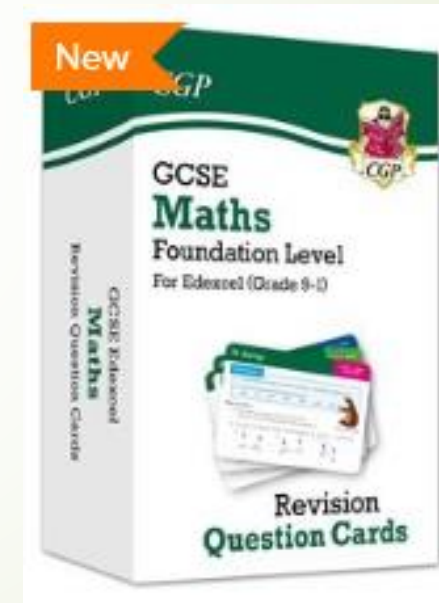 New
CGP
CGP
GCSE
Maths
Foundation Level
For Edexcel (Grade 9-1)
GCSE Edexcel
Maths
Revision Question Cards
Revision
Question Cards